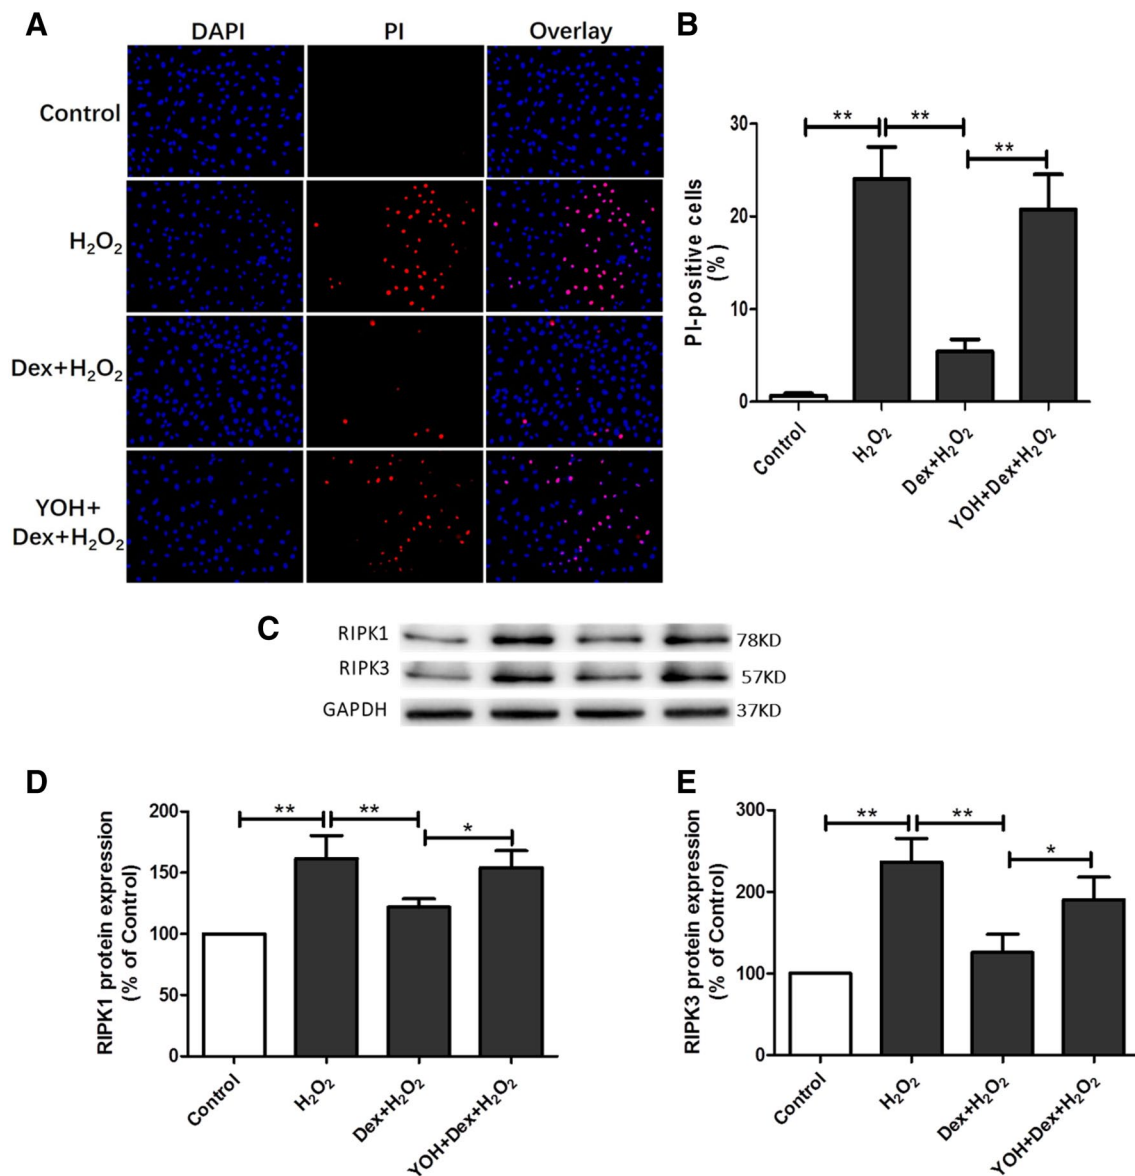 A
DAPI PI Overlay
Control
H₂O₂
Dex+H₂O₂
YOH+
Dex+H₂O₂
B
PI-positive cells
(%)
30
20
10
0
** ** **
Control H₂O₂ Dex+H₂O₂ YOH+Dex+H₂O₂
C
RIPK1 78KD
RIPK3 57KD
GAPDH 37KD
D
RIPK1 protein expression
(% of Control)
200
150
100
50
0
** ** *
Control H₂O₂ Dex+H₂O₂ YOH+Dex+H₂O₂
E
RIPK3 protein expression
(% of Control)
300
200
100
0
** ** *
Control H₂O₂ Dex+H₂O₂ YOH+Dex+H₂O₂